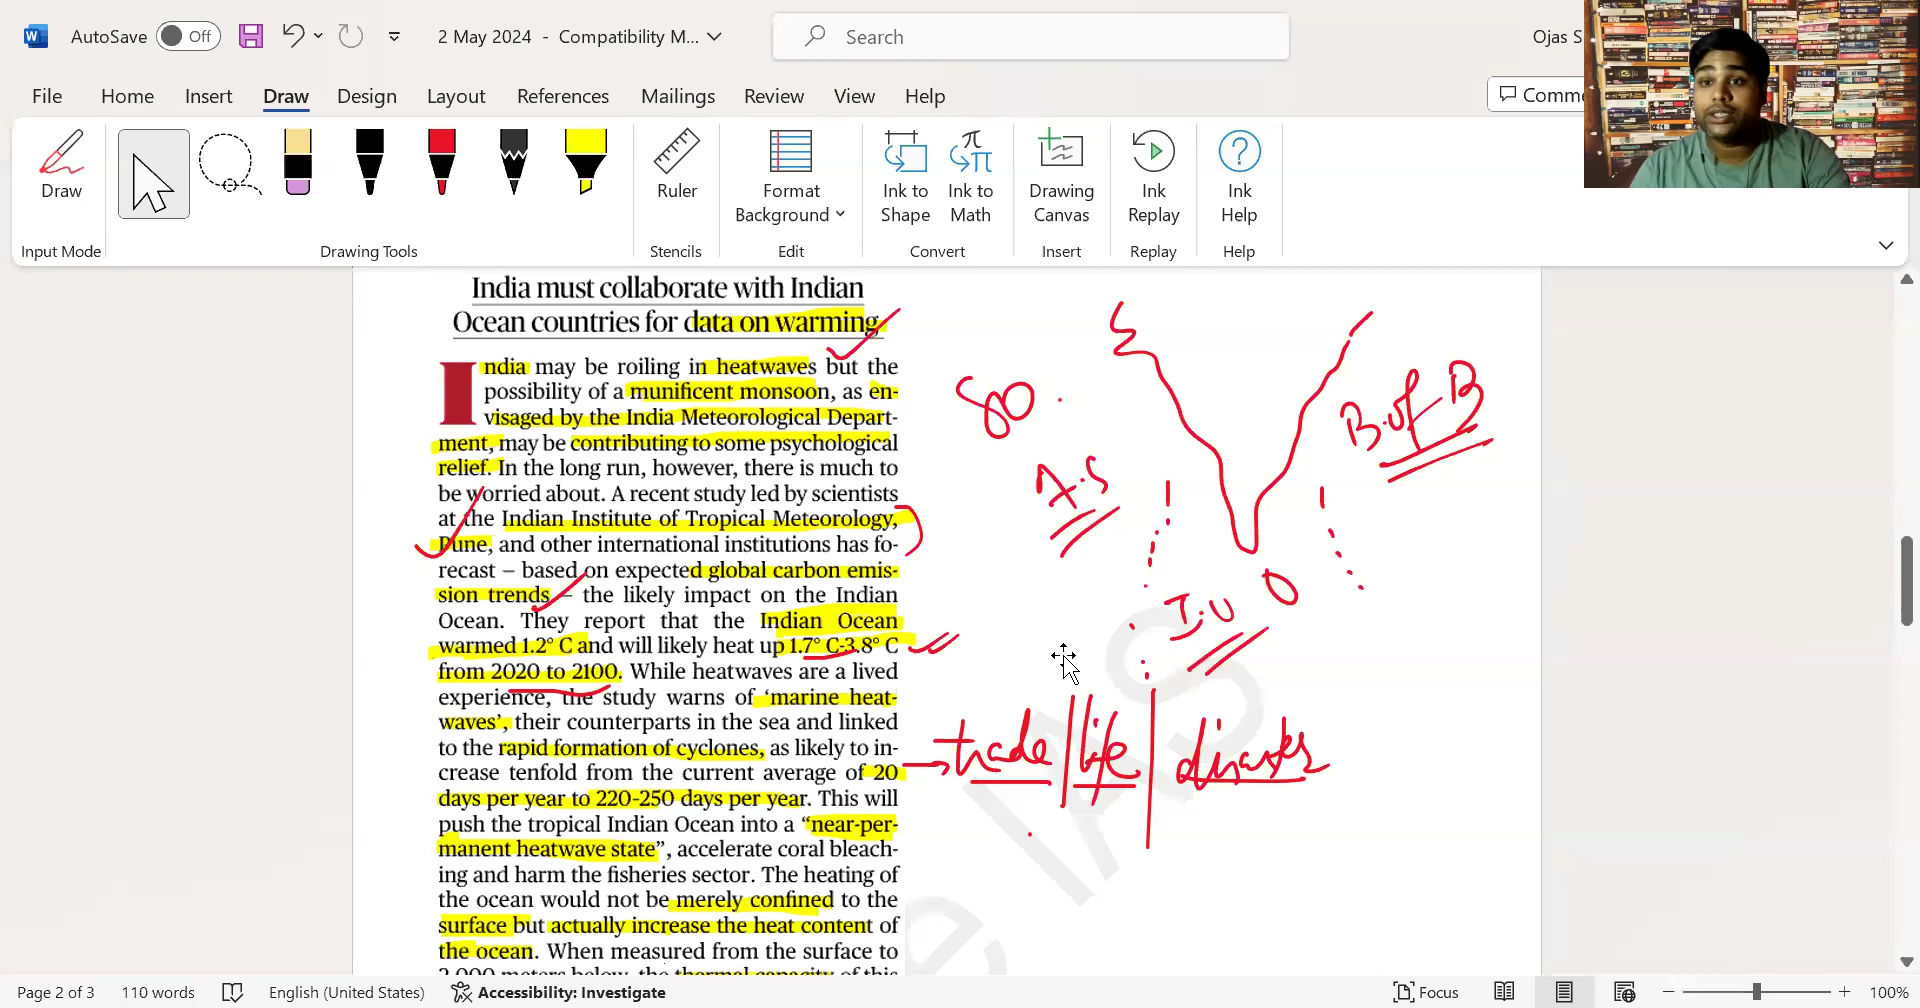 AutoSave Off 2 May 2024 - Compatibility M... Search Ojas S
File Home Insert Draw Design Layout References Mailings Review View Help Comme
Draw Ruler Format Background Ink to Shape Ink to Math Drawing Canvas Ink Replay Ink Help
Input Mode Drawing Tools Stencils Edit Convert Insert Replay Help
India must collaborate with Indian
Ocean countries for data on warming
India may be roiling in heatwaves but the
possibility of a munificent monsoon, as en-
visaged by the India Meteorological Depart-
ment, may be contributing to some psychological
relief. In the long run, however, there is much to
be worried about. A recent study led by scientists
at the Indian Institute of Tropical Meteorology,
Pune, and other international institutions has fo-
recast – based on expected global carbon emis-
sion trends – the likely impact on the Indian
Ocean. They report that the Indian Ocean
warmed 1.2° C and will likely heat up 1.7° C-3.8° C
from 2020 to 2100. While heatwaves are a lived
experience, the study warns of ‘marine heat-
waves’, their counterparts in the sea and linked
to the rapid formation of cyclones, as likely to in-
crease tenfold from the current average of 20
days per year to 220-250 days per year. This will
push the tropical Indian Ocean into a “near-per-
manent heatwave state”, accelerate coral bleach-
ing and harm the fisheries sector. The heating of
the ocean would not be merely confined to the
surface but actually increase the heat content of
the ocean. When measured from the surface to
2,000 meters below, the thermal capacity of this
80.
B.of B
A.S
I.O
trade life disaster
e IAS
Page 2 of 3 110 words English (United States) Accessibility: Investigate Focus 100%